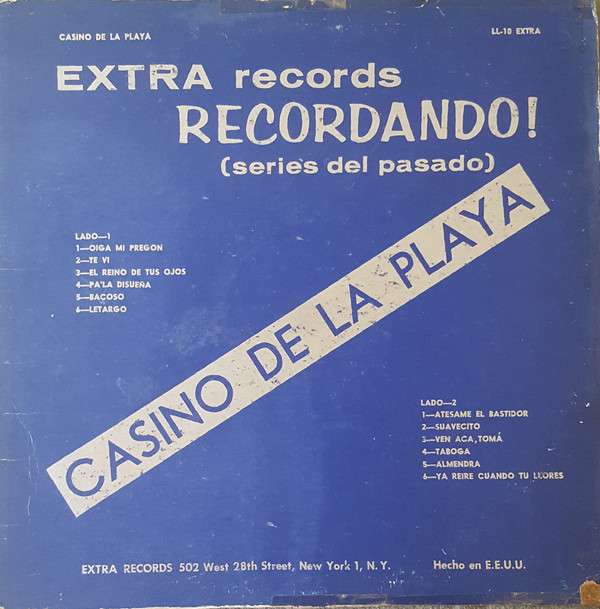 CASINO DE LA PLAYA
LL-10 EXTRA
EXTRA records
RECORDANDO!
(series del pasado)
LADO—1
1—OIGA MI PREGON
2—TE VI
3—EL REINO DE TUS OJOS
4—PA'LA DISUEÑA
5—BACOSO
6—LETARGO
CASINO DE LA PLAYA
LADO—2
1—ATESAME EL BASTIDOR
2—SUAVECITO
3—VEN ACA,TOMÁ
4—TABOGA
5—ALMENDRA
6—YA REIRE CUANDO TU LLORES
EXTRA RECORDS 502 West 28th Street, New York 1, N.Y.
Hecho en E.E.U.U.